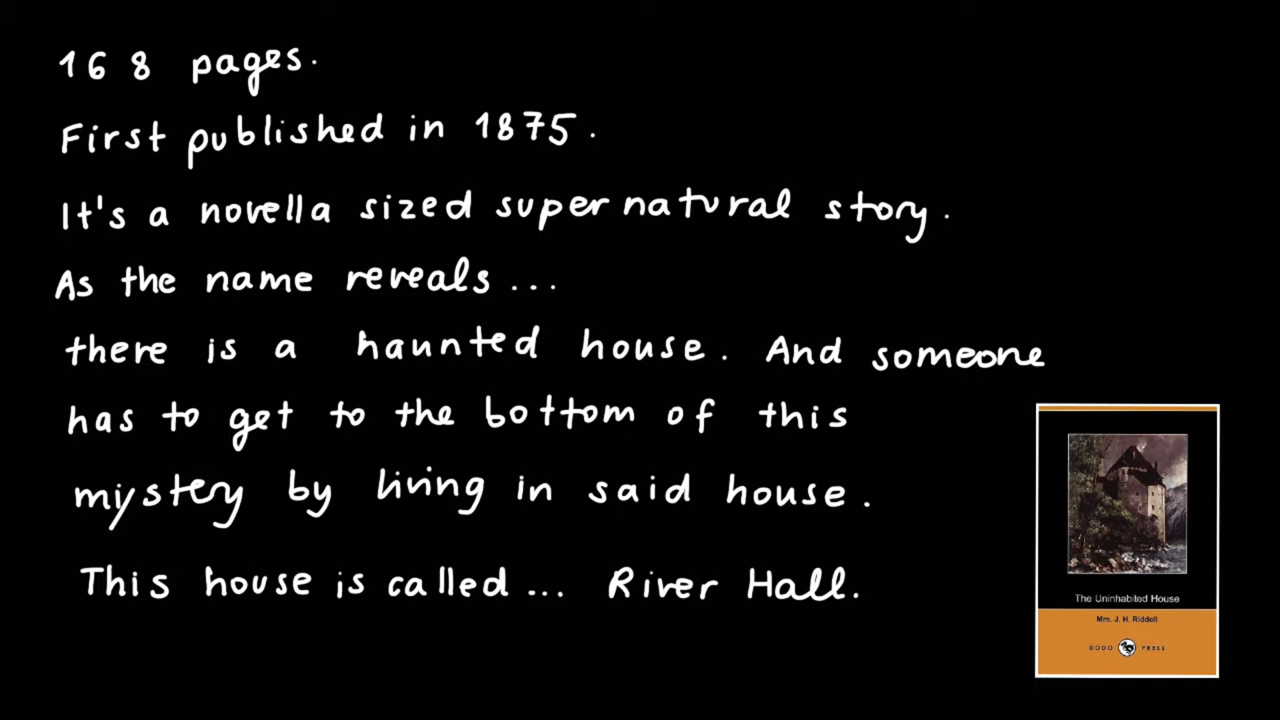 168 pages.
First published in 1875.
It's a novella sized supernatural story.
As the name reveals...
there is a haunted house. And someone
has to get to the bottom of this
mystery by living in said house.
This house is called... River Hall.
The Uninhabited House
Mrs. J. H. Riddell
DODO PRESS